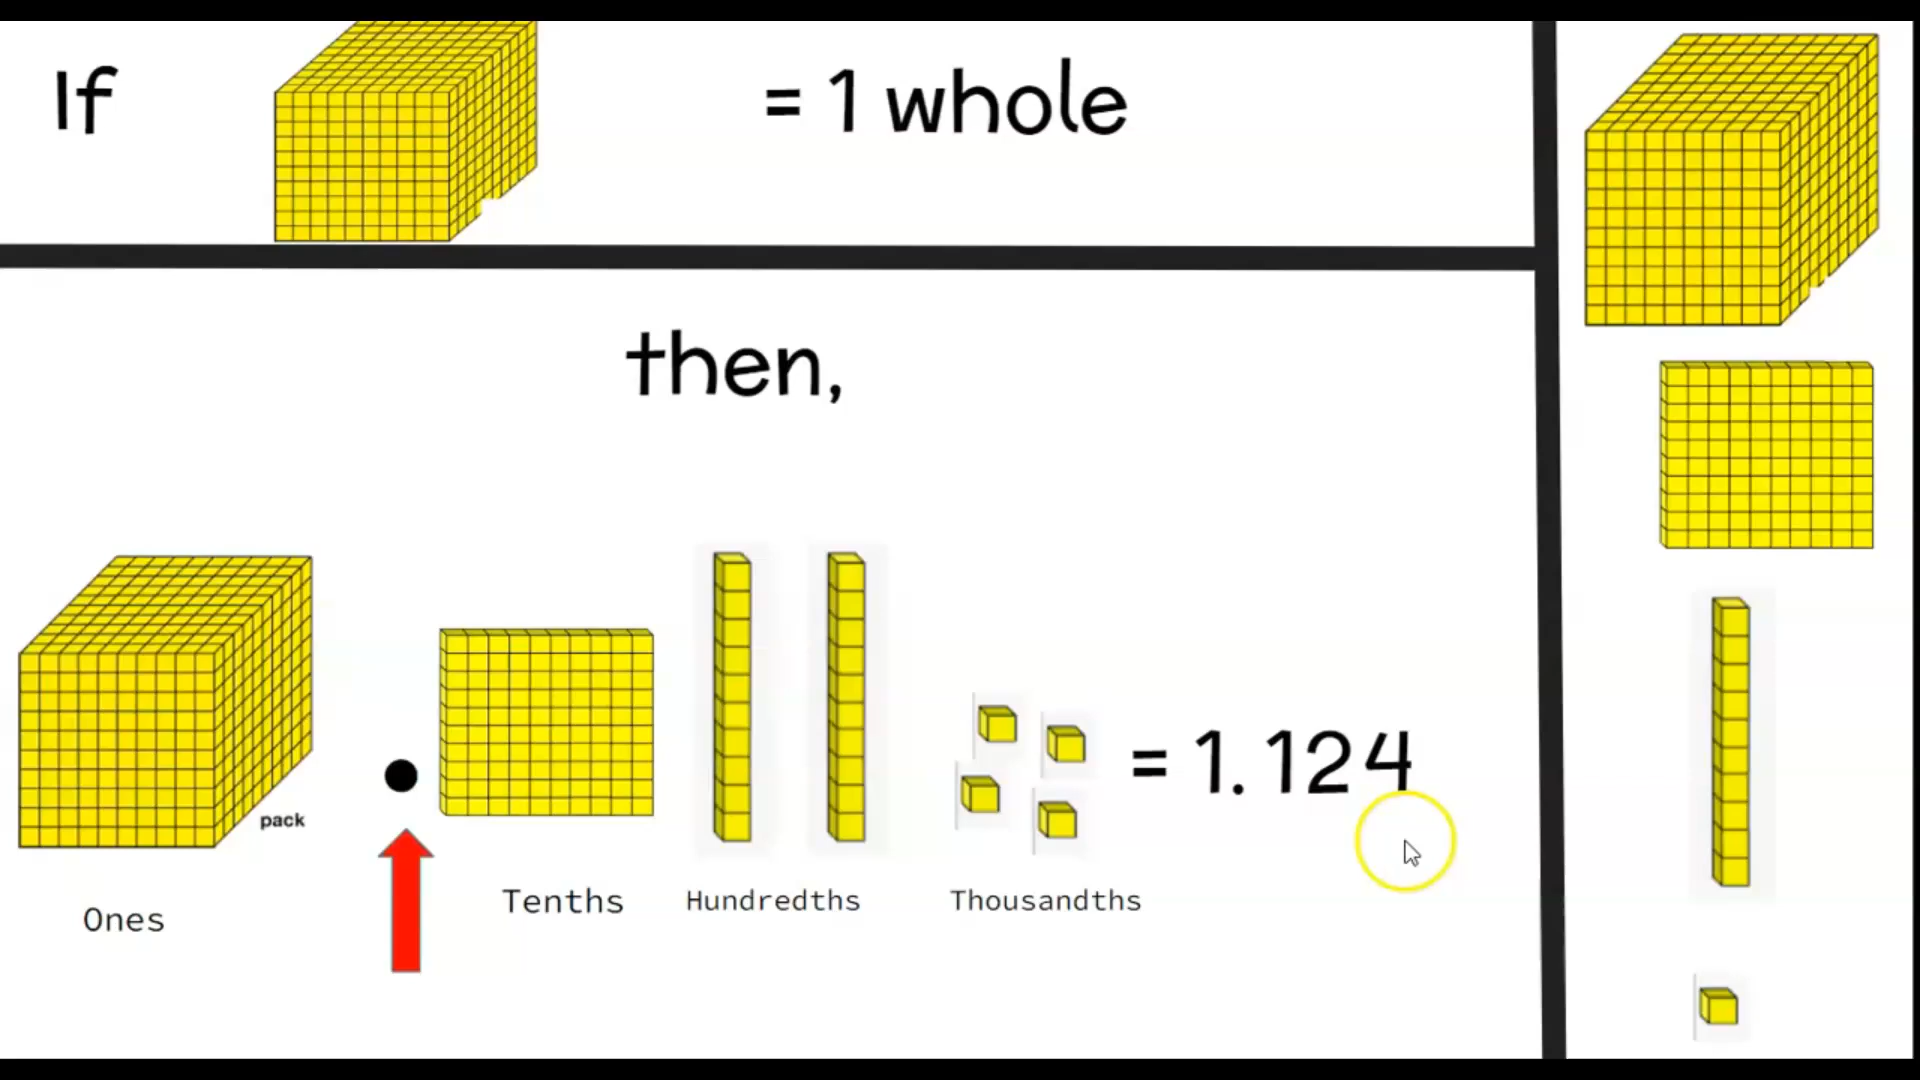 If = 1 whole
then,
pack
= 1.124
Ones
Tenths
Hundredths
Thousandths